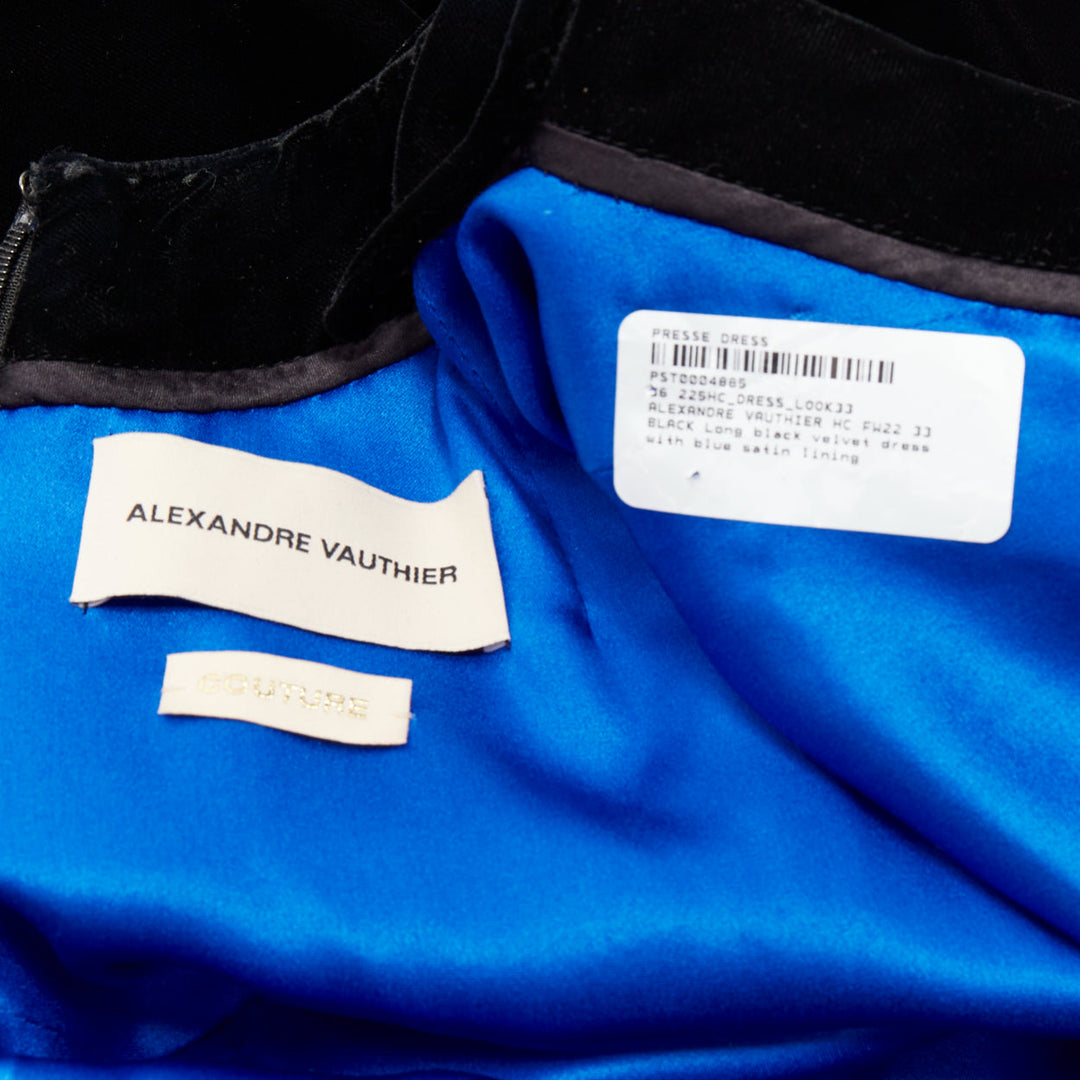 PRESSE DRESS
PST0004885
36 225HC_DRESS_LOOK33
ALEXANDRE VAUTHIER HC FW22 33
BLACK Long black velvet dress
with blue satin lining
ALEXANDRE VAUTHIER
COUTURE